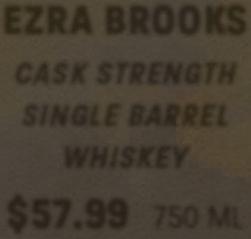 EZRA BROOKS
CASK STRENGTH
SINGLE BARREL
WHISKEY
$57.99 750 ML